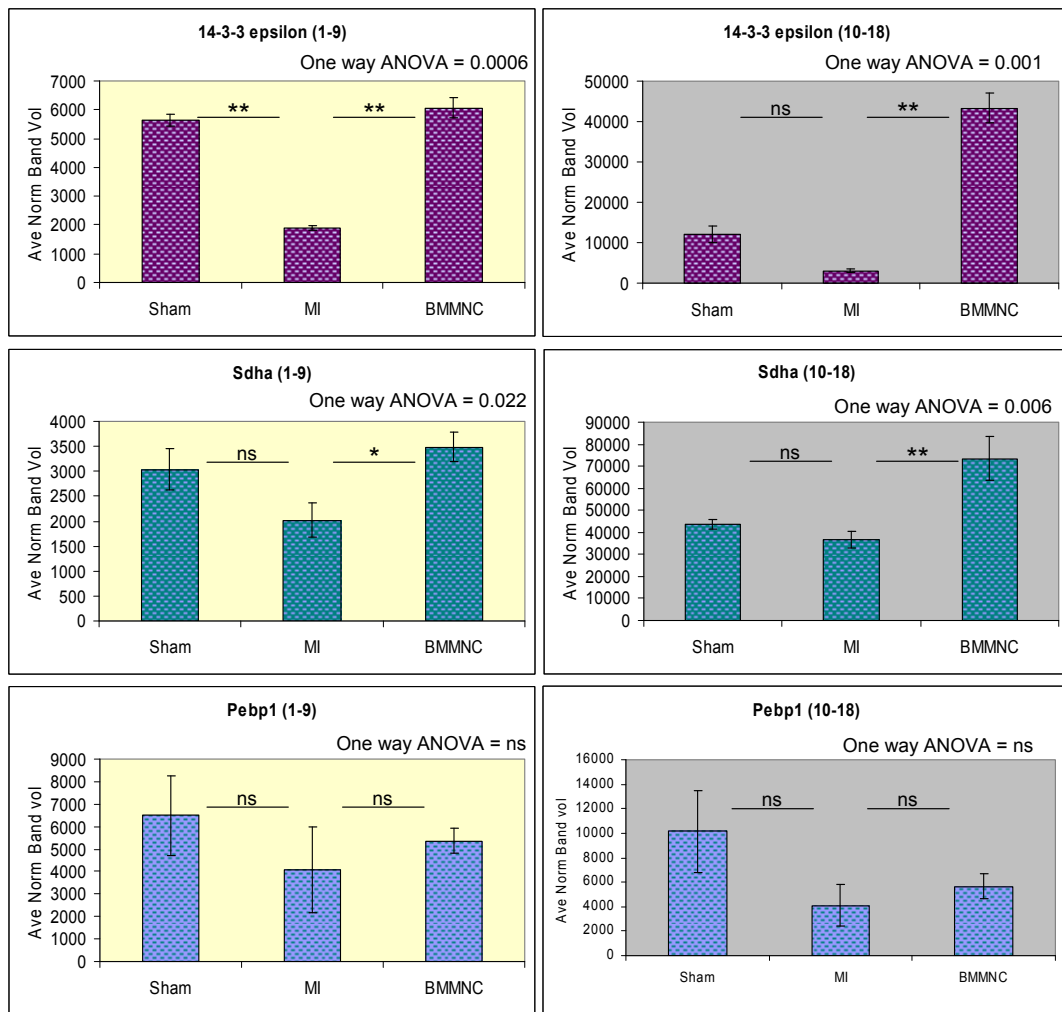 14-3-3 epsilon (1-9)
One way ANOVA = 0.0006
Ave Norm Band Vol
7000
6000
5000
4000
3000
2000
1000
0
**
**
Sham MI BMMNC
14-3-3 epsilon (10-18)
One way ANOVA = 0.001
Ave Norm Band Vol
50000
40000
30000
20000
10000
0
ns
**
Sham MI BMMNC
Sdha (1-9)
One way ANOVA = 0.022
Ave Norm Band Vol
4000
3500
3000
2500
2000
1500
1000
500
0
ns
*
Sham MI BMMNC
Sdha (10-18)
One way ANOVA = 0.006
Ave Norm Band Vol
90000
80000
70000
60000
50000
40000
30000
20000
10000
0
ns
**
Sham MI BMMNC
Pebp1 (1-9)
One way ANOVA = ns
Ave Norm Band vol
9000
8000
7000
6000
5000
4000
3000
2000
1000
0
ns
ns
Sham MI BMMNC
Pebp1 (10-18)
One way ANOVA = ns
Ave Norm Band vol
16000
14000
12000
10000
8000
6000
4000
2000
0
ns
ns
Sham MI BMMNC